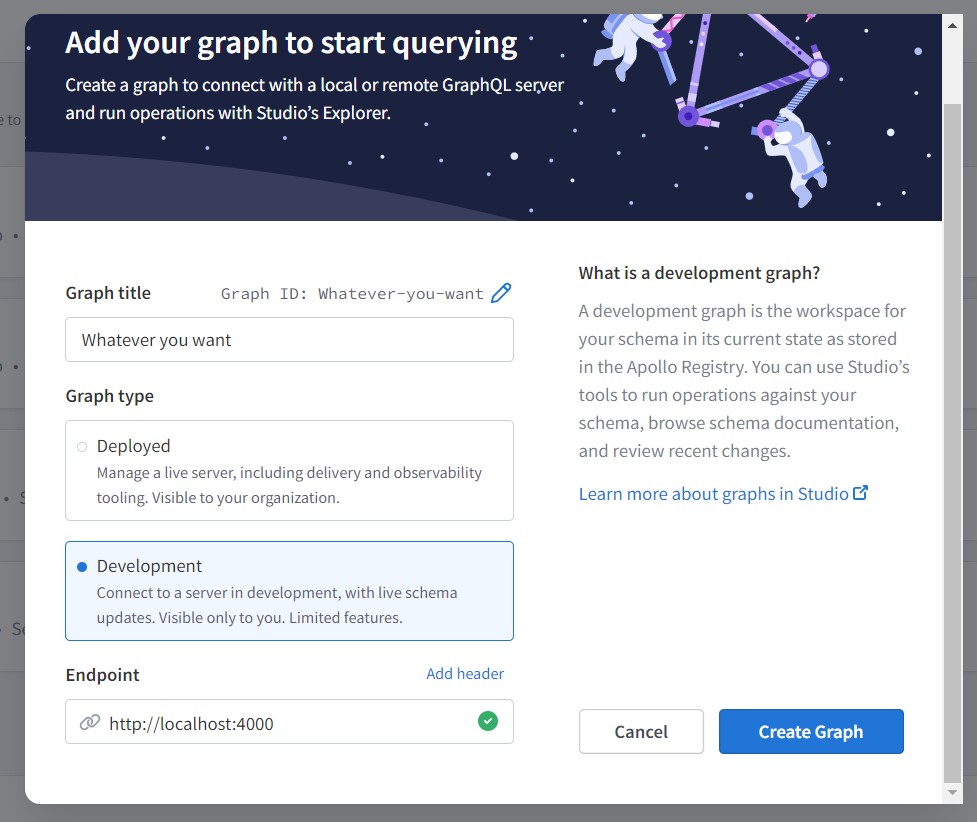 Add your graph to start querying
Create a graph to connect with a local or remote GraphQL server
and run operations with Studio's Explorer.
e to
Graph title
Graph ID: Whatever-you-want
Whatever you want
Graph type
Deployed
Manage a live server, including delivery and observability
tooling. Visible to your organization.
Development
Connect to a server in development, with live schema
updates. Visible only to you. Limited features.
Endpoint
Add header
http://localhost:4000
What is a development graph?
A development graph is the workspace for
your schema in its current state as stored
in the Apollo Registry. You can use Studio's
tools to run operations against your
schema, browse schema documentation,
and review recent changes.
Learn more about graphs in Studio
Cancel
Create Graph